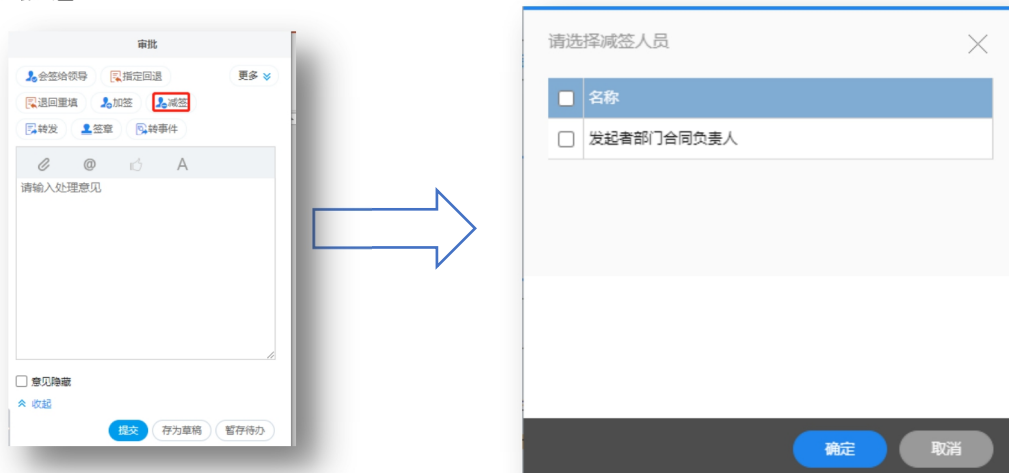 审批
会签给领导 指定回退 更多
退回重填 加签 减签
转发 签章 转事件
@ A
请输入处理意见
意见隐藏
收起
提交 存为草稿 暂存待办
请选择减签人员
名称
发起者部门合同负责人
确定 取消